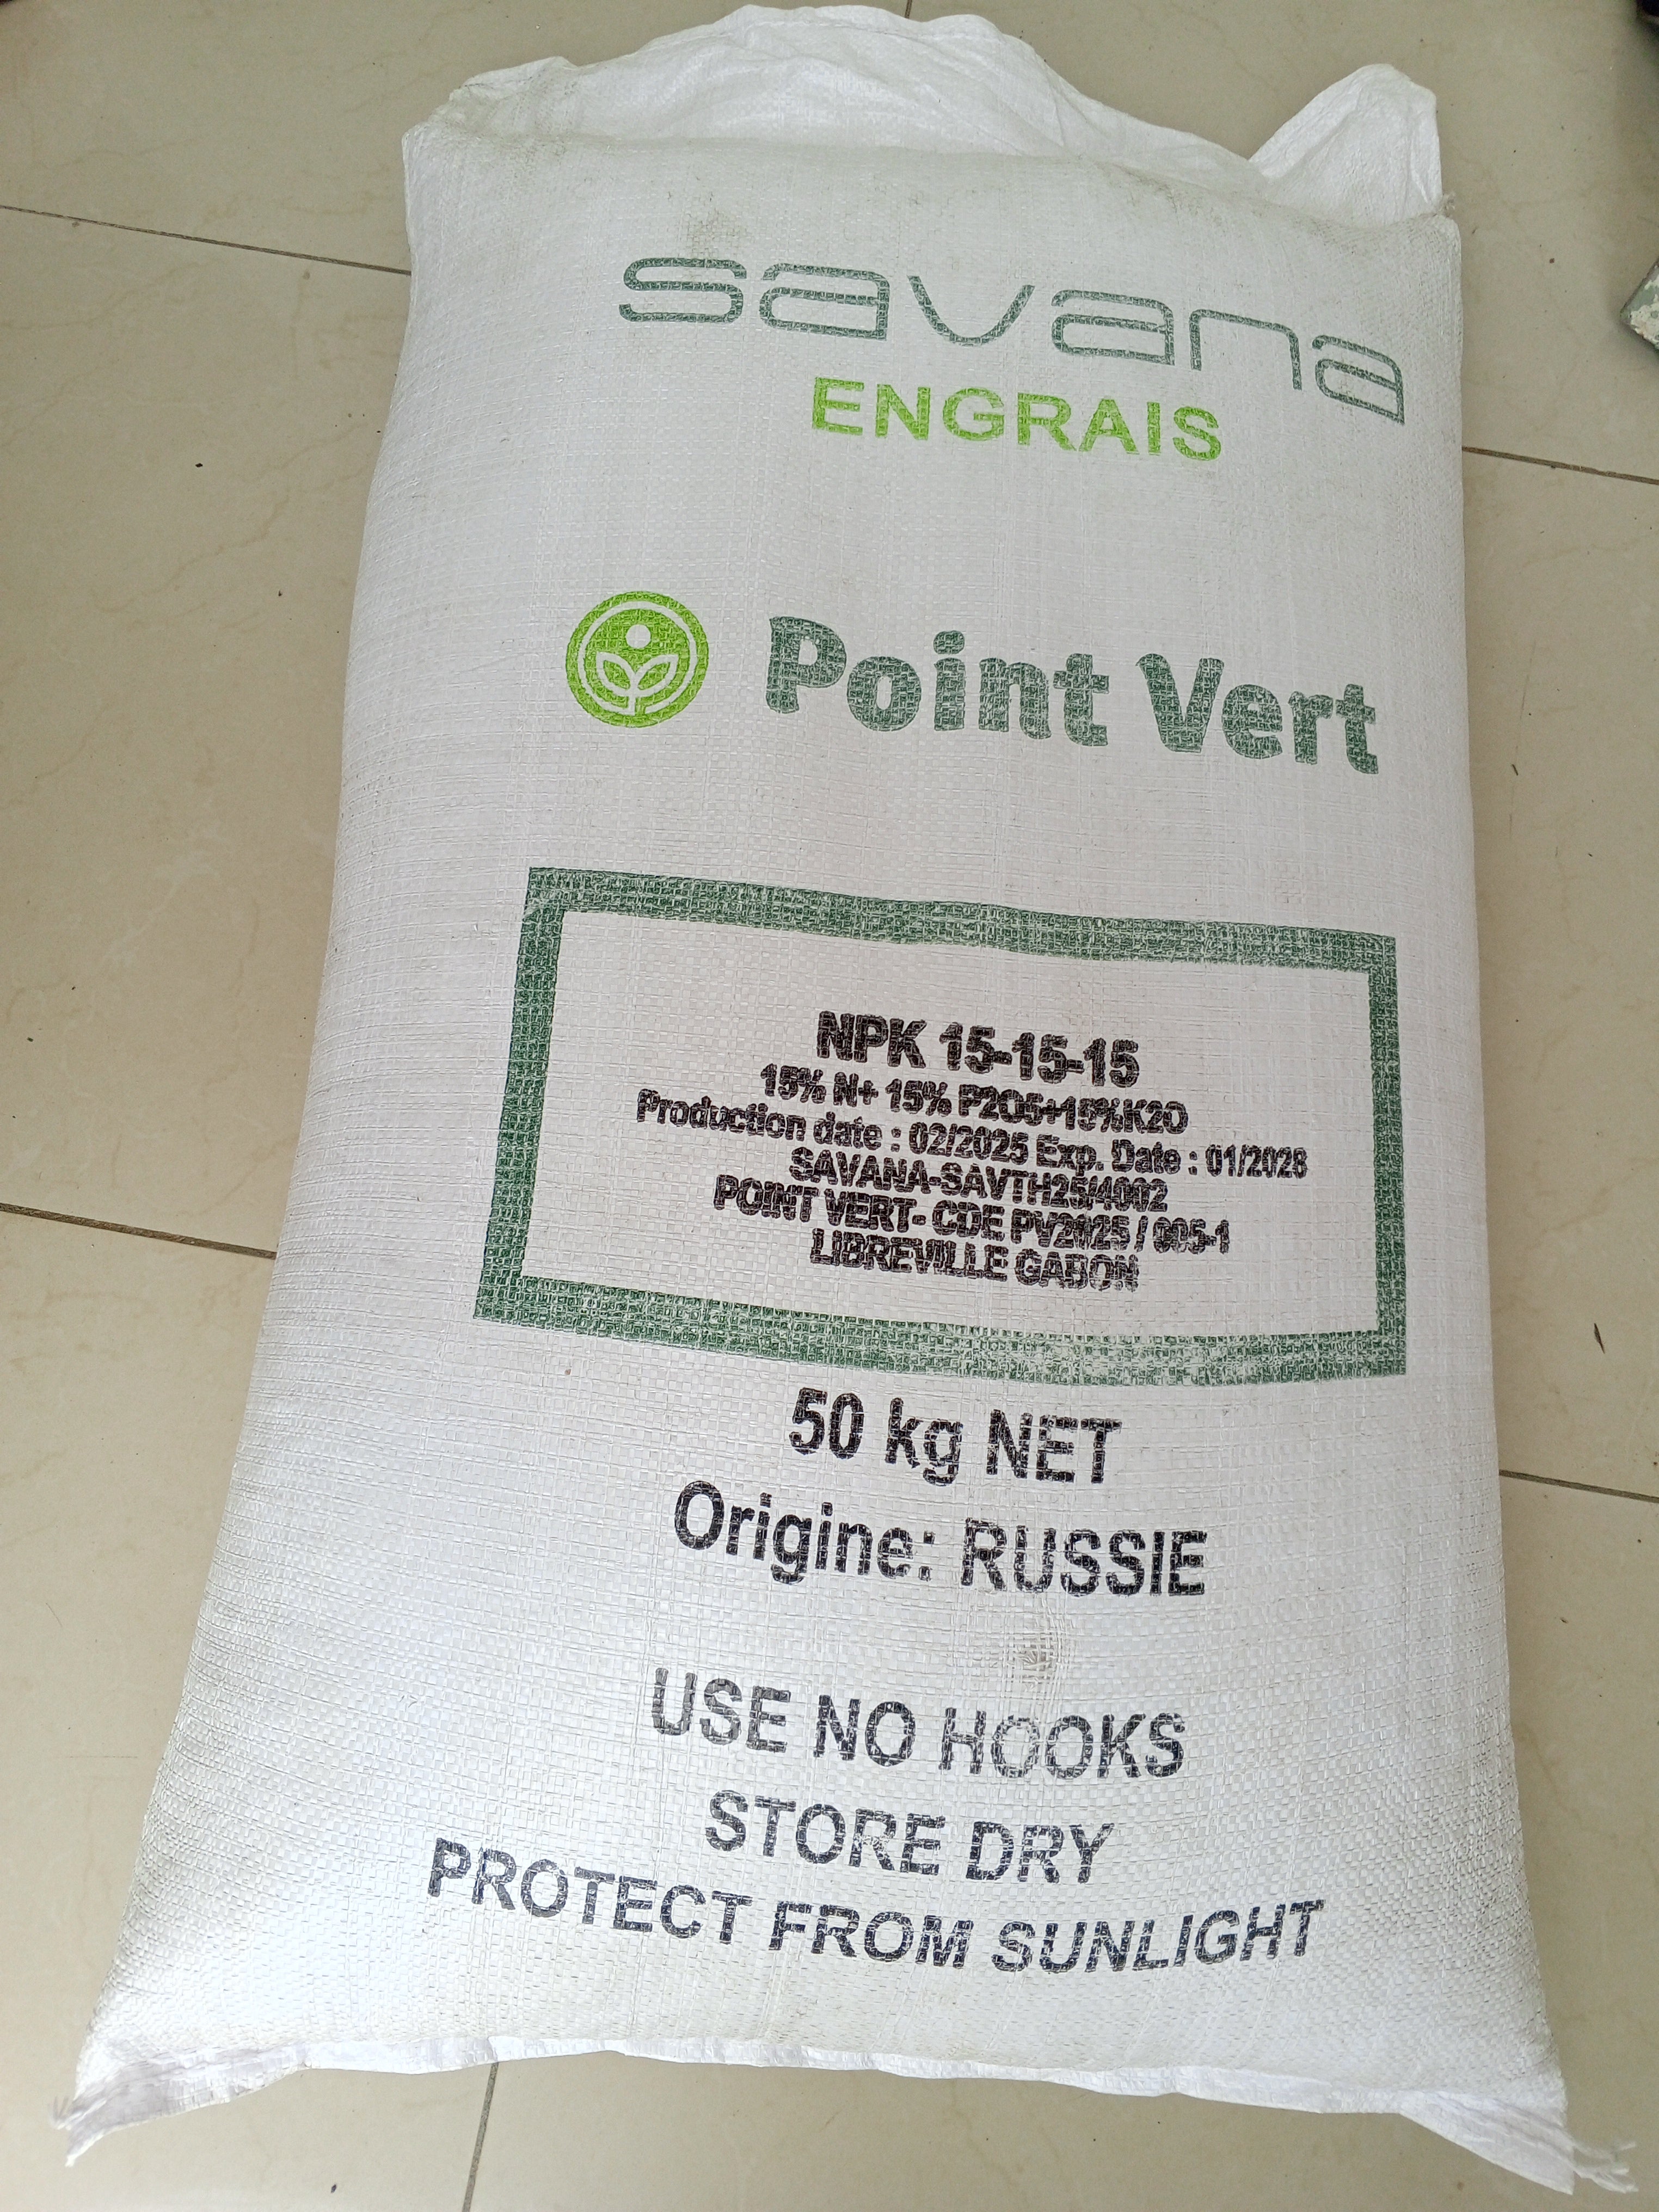 savana
ENGRAIS
Point Vert
NPK 15-15-15
15% N+ 15% P2O5+15%K2O
Production date : 02/2025 Exp. Date : 01/2028
SAVANA-SAVTH25/4002
POINT VERT- CDE PV2025 / 005-1
LIBREVILLE GABON
50 kg NET
Origine: RUSSIE
USE NO HOOKS
STORE DRY
PROTECT FROM SUNLIGHT